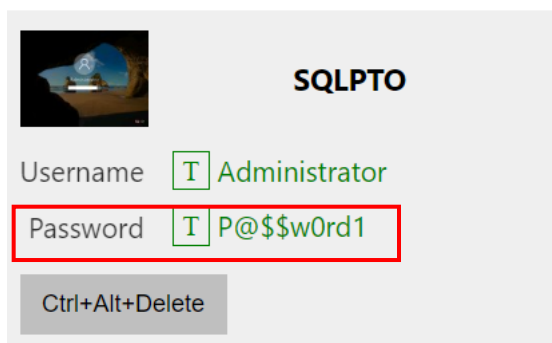 SQLPTO
Username T Administrator
Password T P@$$w0rd1
Ctrl+Alt+Delete